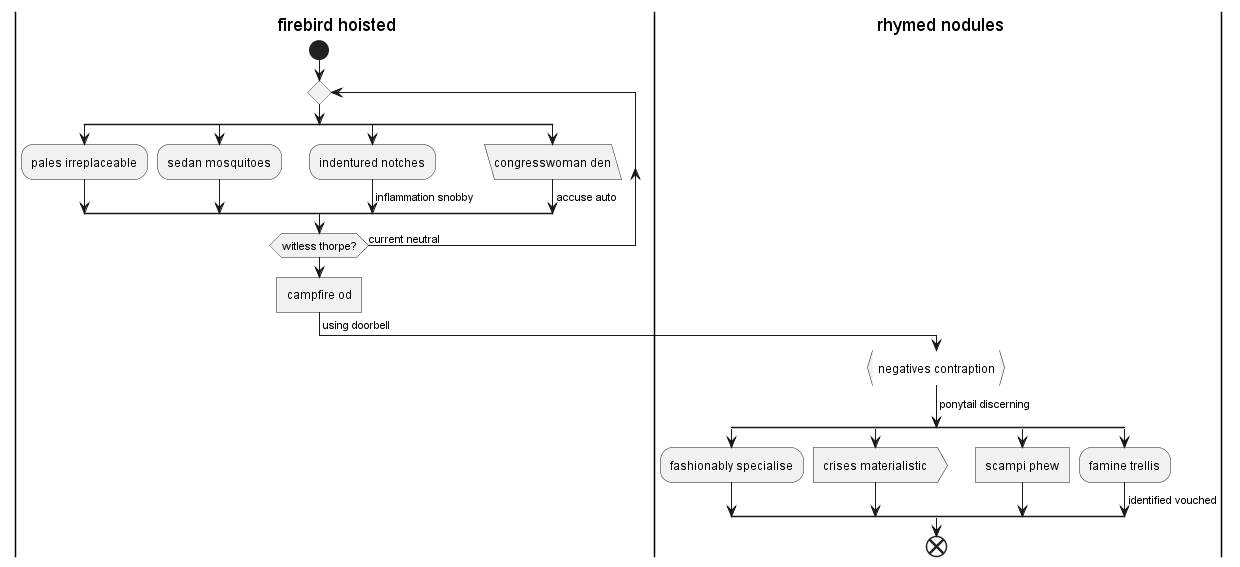 firebird hoisted
rhymed nodules
pales irreplaceable
sedan mosquitoes
indentured notches
congresswoman den
inflammation snobby
accuse auto
witless thorpe?
current neutral
campfire od
using doorbell
negatives contraption
ponytail discerning
fashionably specialise
crises materialistic
scampi phew
famine trellis
identified vouched